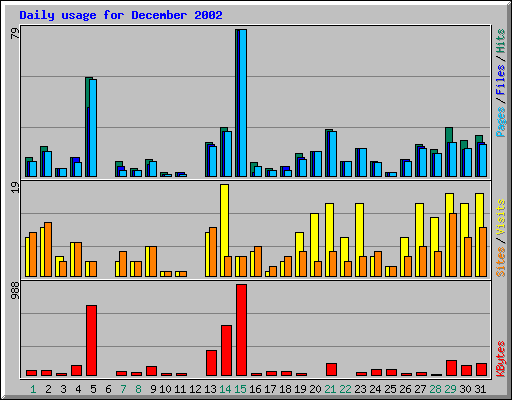 Daily usage for December 2002
79
Pages / Files / Hits
19
Sites / Visits
988
KBytes
1 2 3 4 5 6 7 8 9 10 11 12 13 14 15 16 17 18 19 20 21 22 23 24 25 26 27 28 29 30 31